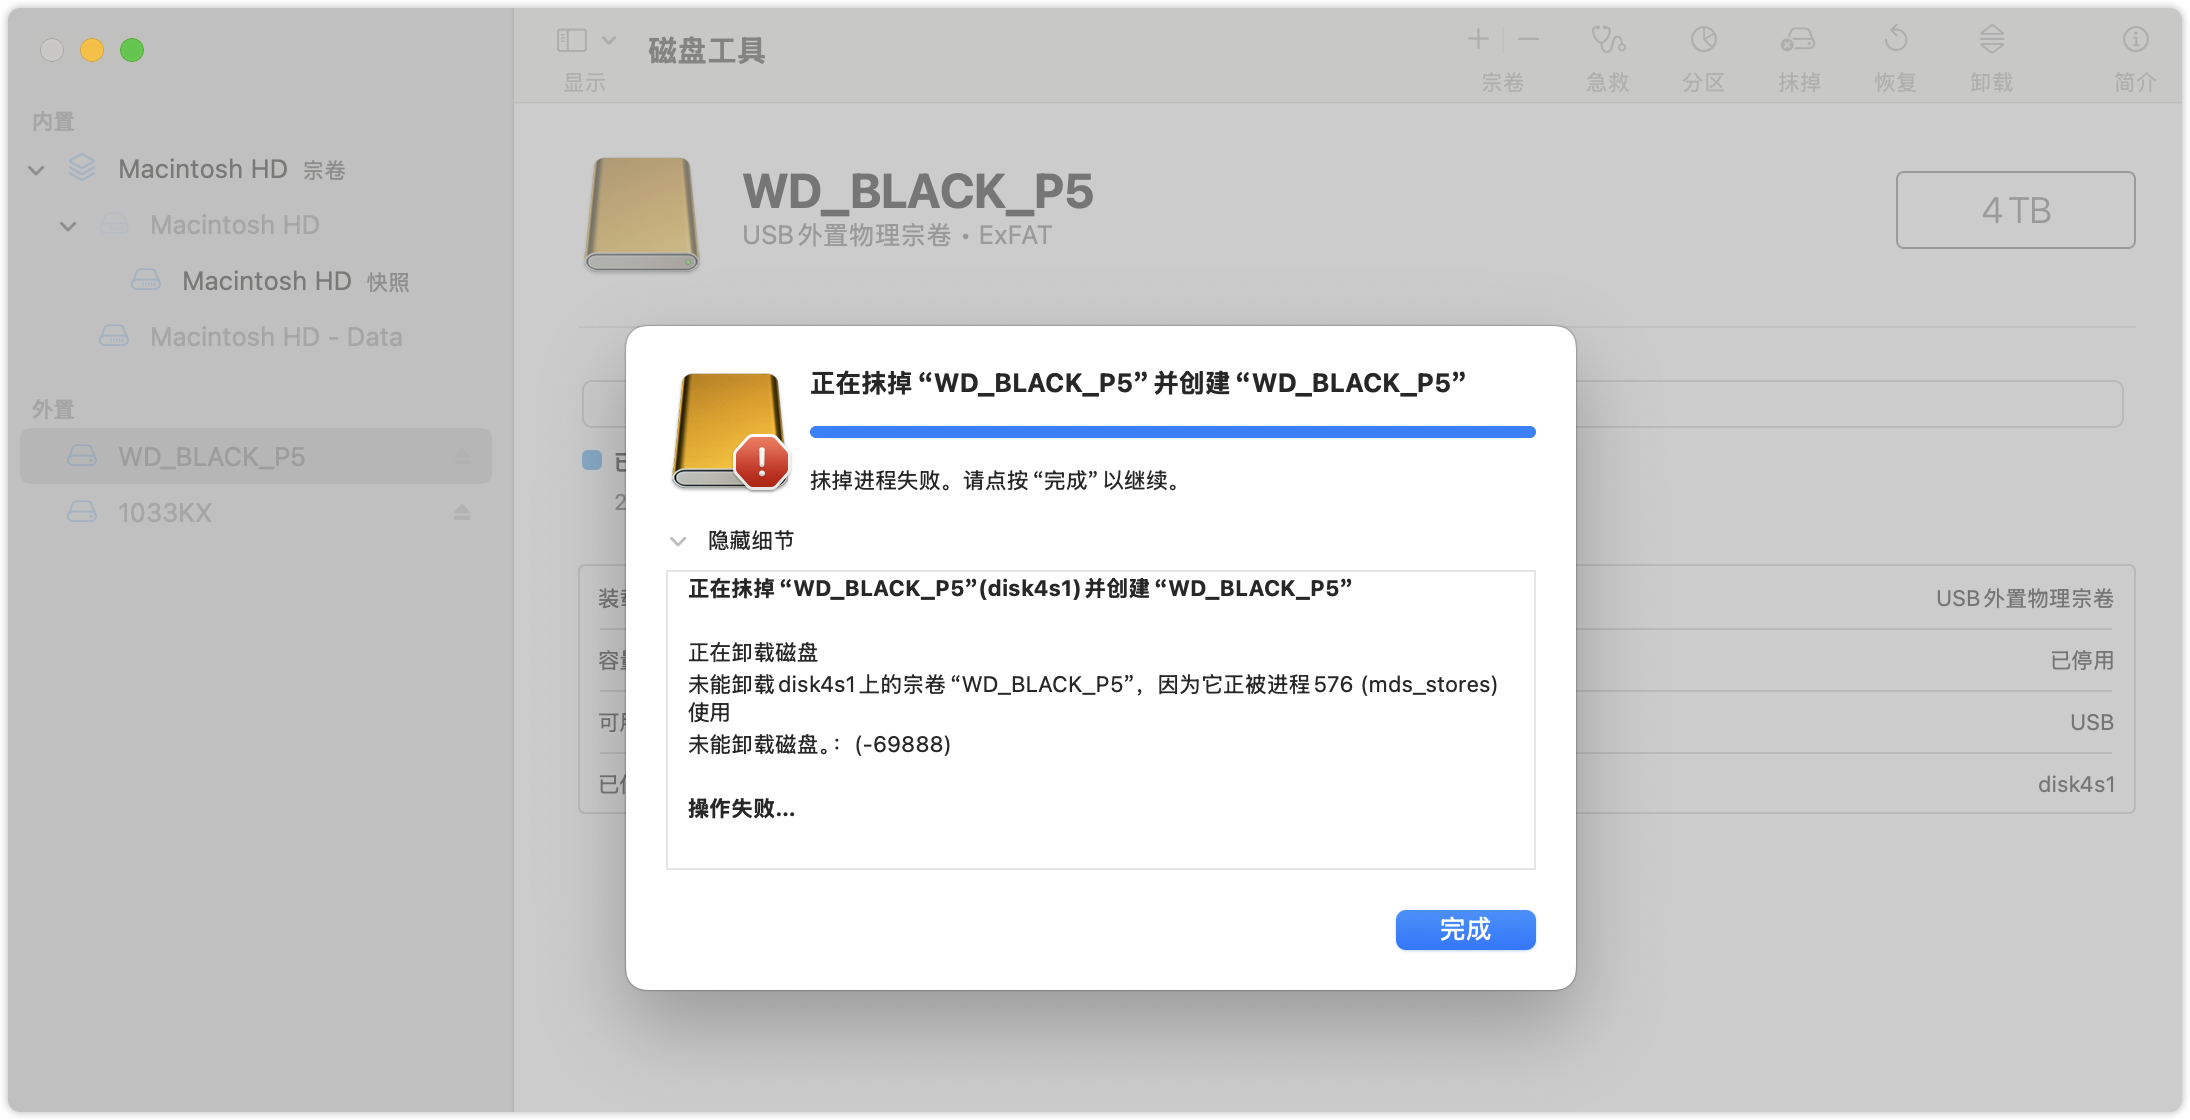 显示
磁盘工具
宗卷
急救
分区
抹掉
恢复
卸载
简介
内置
Macintosh HD 宗卷
Macintosh HD
Macintosh HD 快照
Macintosh HD - Data
外置
WD_BLACK_P5
1033KX
WD_BLACK_P5
USB外置物理宗卷 • ExFAT
4 TB
正在抹掉“WD_BLACK_P5”并创建“WD_BLACK_P5”
抹掉进程失败。请点按“完成”以继续。
隐藏细节
正在抹掉“WD_BLACK_P5”(disk4s1)并创建“WD_BLACK_P5”
正在卸载磁盘
未能卸载disk4s1上的宗卷“WD_BLACK_P5”，因为它正被进程576 (mds_stores)
使用
未能卸载磁盘。：(-69888)
操作失败...
完成
2
装
USB外置物理宗卷
容
已停用
可
USB
已
disk4s1